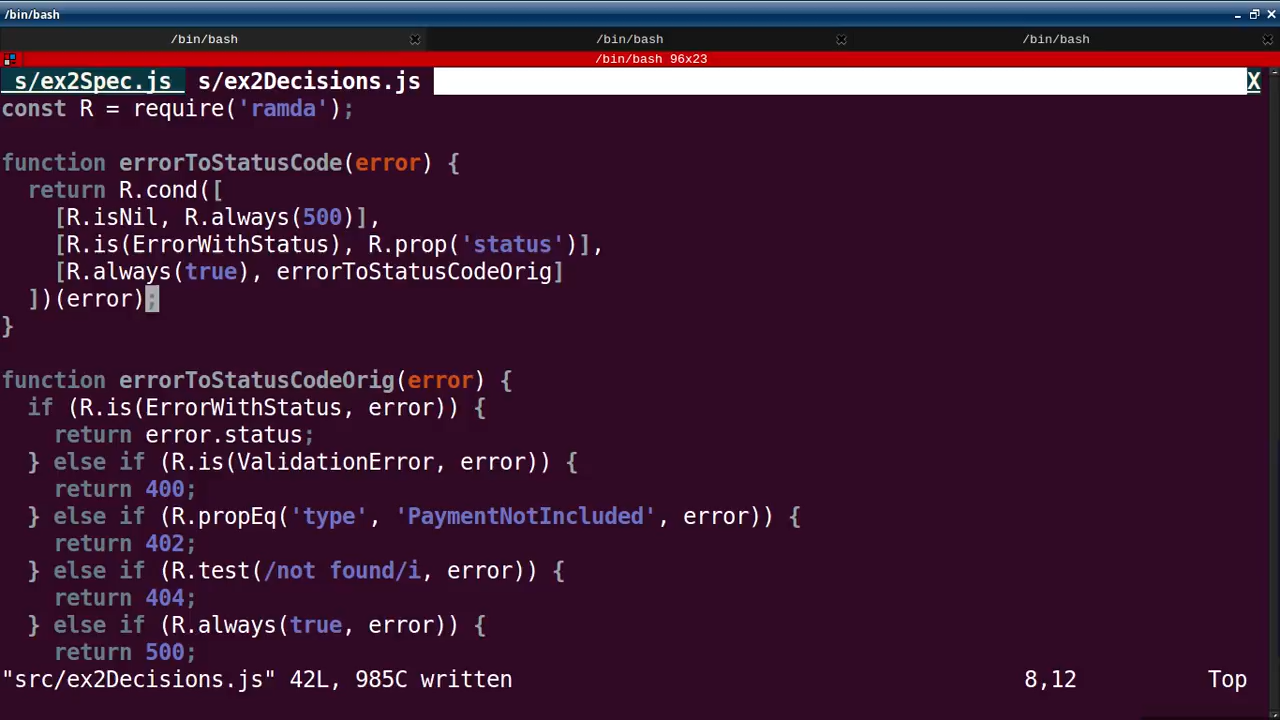 /bin/bash
/bin/bash /bin/bash /bin/bash
/bin/bash 96x23
s/ex2Spec.js s/ex2Decisions.js X
const R = require('ramda');
function errorToStatusCode(error) {
  return R.cond([
    [R.isNil, R.always(500)],
    [R.is(ErrorWithStatus), R.prop('status')],
    [R.always(true), errorToStatusCodeOrig]
  ])(error);
}
function errorToStatusCodeOrig(error) {
  if (R.is(ErrorWithStatus, error)) {
    return error.status;
  } else if (R.is(ValidationError, error)) {
    return 400;
  } else if (R.propEq('type', 'PaymentNotIncluded', error)) {
    return 402;
  } else if (R.test(/not found/i, error)) {
    return 404;
  } else if (R.always(true, error)) {
    return 500;
"src/ex2Decisions.js" 42L, 985C written 8,12 Top